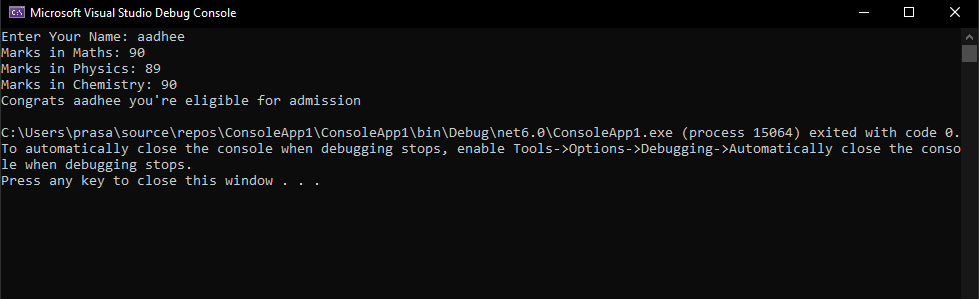 Microsoft Visual Studio Debug Console
Enter Your Name: aadhee
Marks in Maths: 90
Marks in Physics: 89
Marks in Chemistry: 90
Congrats aadhee you're eligible for admission
C:\Users\prasa\source\repos\ConsoleApp1\ConsoleApp1\bin\Debug\net6.0\ConsoleApp1.exe (process 15064) exited with code 0.
To automatically close the console when debugging stops, enable Tools->Options->Debugging->Automatically close the conso
le when debugging stops.
Press any key to close this window . . .